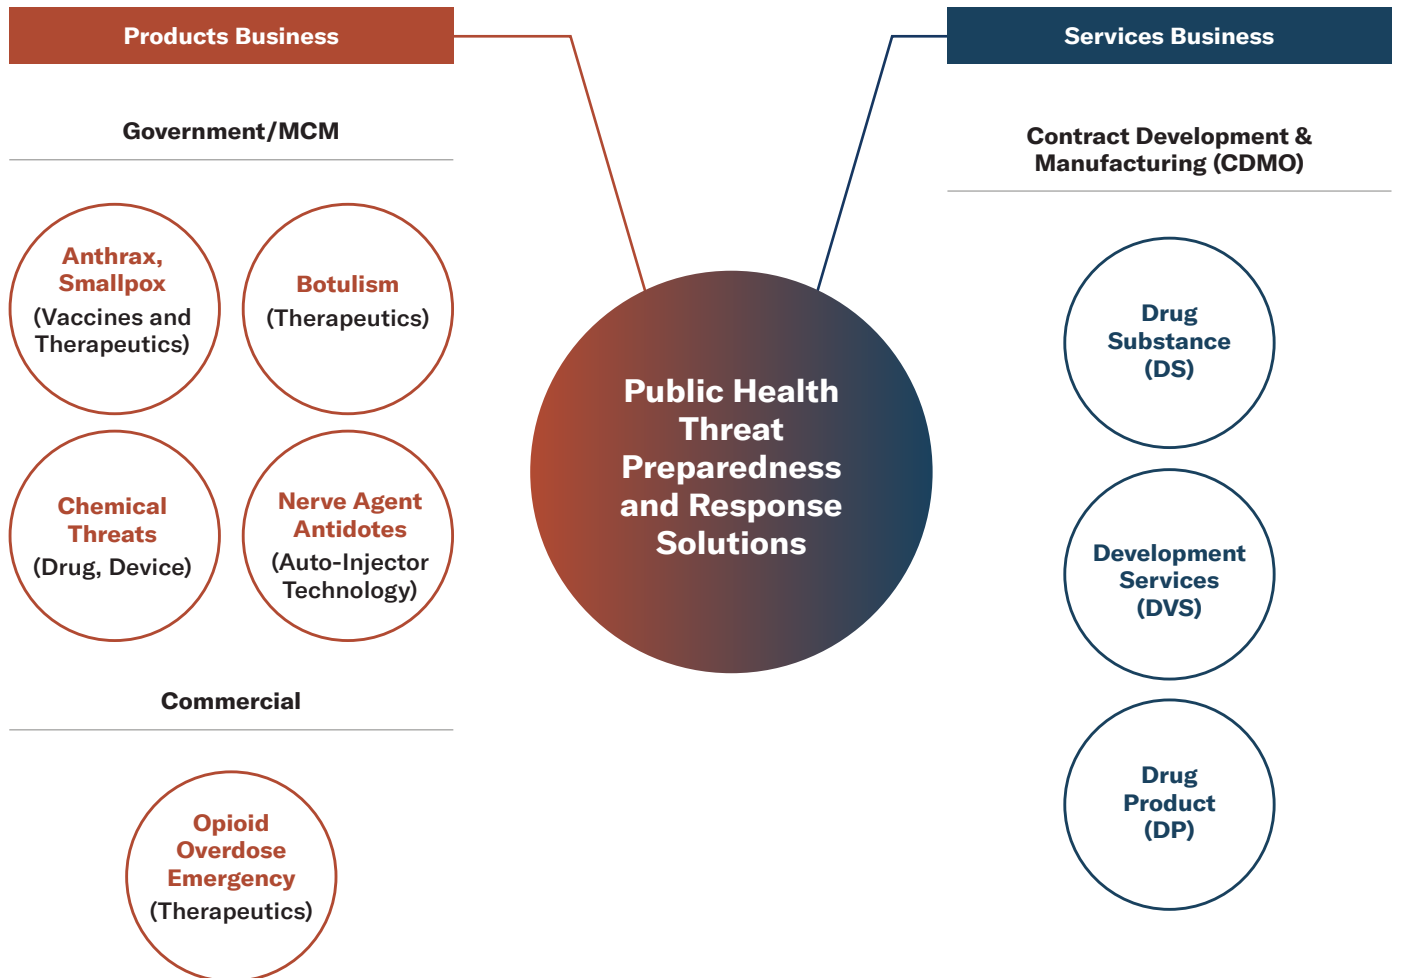 Products Business
Government/MCM
Anthrax,
Smallpox
(Vaccines and
Therapeutics)
Botulism
(Therapeutics)
Chemical
Threats
(Drug, Device)
Nerve Agent
Antidotes
(Auto-Injector
Technology)
Commercial
Opioid
Overdose
Emergency
(Therapeutics)
Public Health
Threat
Preparedness
and Response
Solutions
Services Business
Contract Development &
Manufacturing (CDMO)
Drug
Substance
(DS)
Development
Services
(DVS)
Drug
Product
(DP)